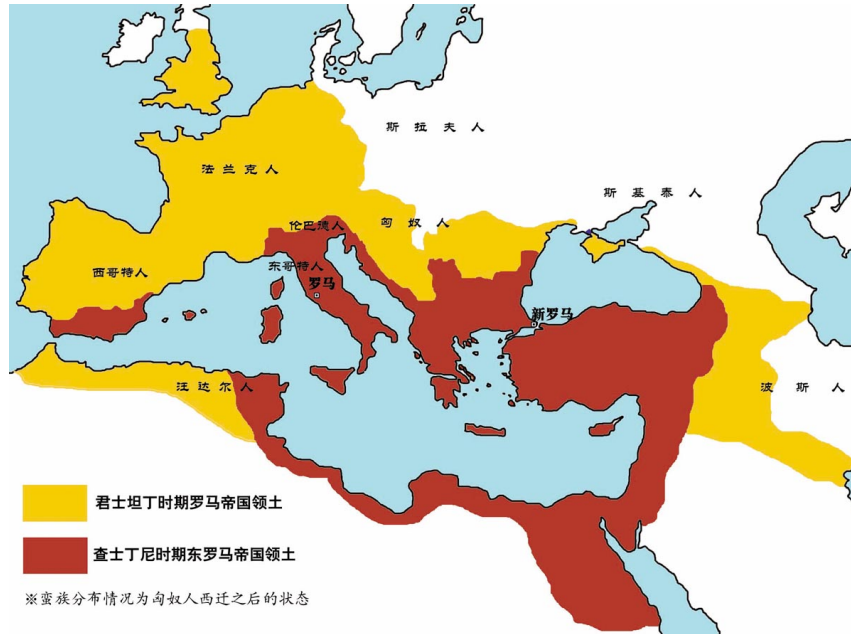 斯拉夫人
法兰克人
斯基泰人
伦巴德人
匈奴人
东哥特人
西哥特人
罗马
新罗马
汪达尔人
波斯人
君士坦丁时期罗马帝国领土
查士丁尼时期东罗马帝国领土
※蛮族分布情况为匈奴人西迁之后的状态